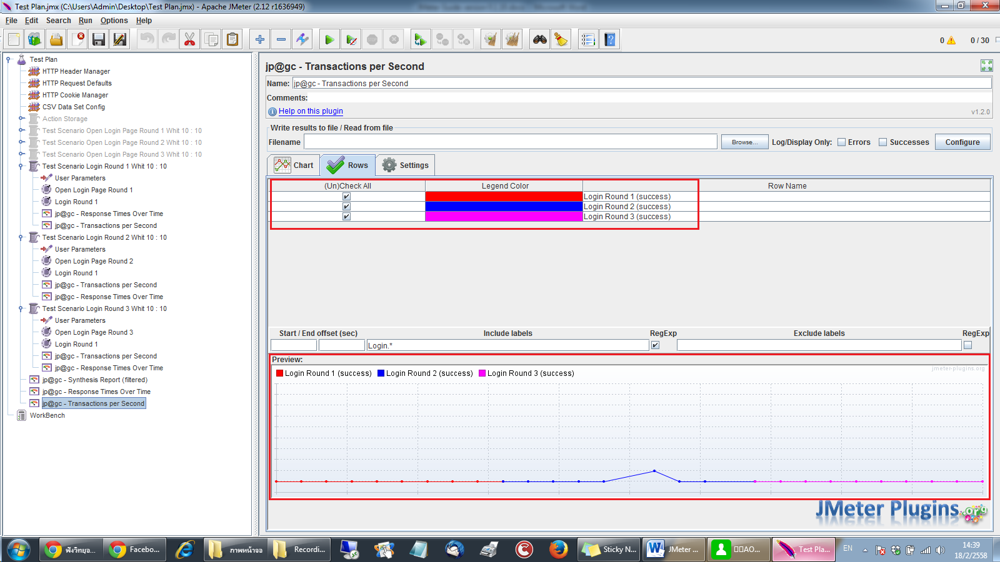 Test Plan.jmx (C:\Users\Admin\Desktop\Test Plan.jmx) - Apache JMeter (2.12 r1636949)
File Edit Search Run Options Help
0 0 / 30
Test Plan
HTTP Header Manager
HTTP Request Defaults
HTTP Cookie Manager
CSV Data Set Config
Action Storage
Test Scenario Open Login Page Round 1 Whit 10 : 10
Test Scenario Open Login Page Round 2 Whit 10 : 10
Test Scenario Open Login Page Round 3 Whit 10 : 10
Test Scenario Login Round 1 Whit 10 : 10
User Parameters
Open Login Page Round 1
Login Round 1
jp@gc - Response Times Over Time
jp@gc - Transactions per Second
Test Scenario Login Round 2 Whit 10 : 10
User Parameters
Open Login Page Round 2
Login Round 1
jp@gc - Transactions per Second
jp@gc - Response Times Over Time
Test Scenario Login Round 3 Whit 10 : 10
User Parameters
Open Login Page Round 3
Login Round 1
jp@gc - Transactions per Second
jp@gc - Response Times Over Time
jp@gc - Synthesis Report (filtered)
jp@gc - Response Times Over Time
jp@gc - Transactions per Second
WorkBench
jp@gc - Transactions per Second
Name: jp@gc - Transactions per Second
Comments:
Help on this plugin v1.2.0
Write results to file / Read from file
Filename Browse... Log/Display Only: Errors Successes Configure
Chart Rows Settings
(Un)Check All Legend Color Row Name
Login Round 1 (success)
Login Round 2 (success)
Login Round 3 (success)
Start / End offset (sec) Include labels RegExp Exclude labels RegExp
Login.*
Preview:
jmeter-plugins.org
Login Round 1 (success) Login Round 2 (success) Login Round 3 (success)
JMeter Plugins.org
ฟังวิทยุอ... Facebo... ภาพหน้าจอ Recordi... Sticky N... JMeter ... AO... Test Pla... EN 14:39
18/2/2558